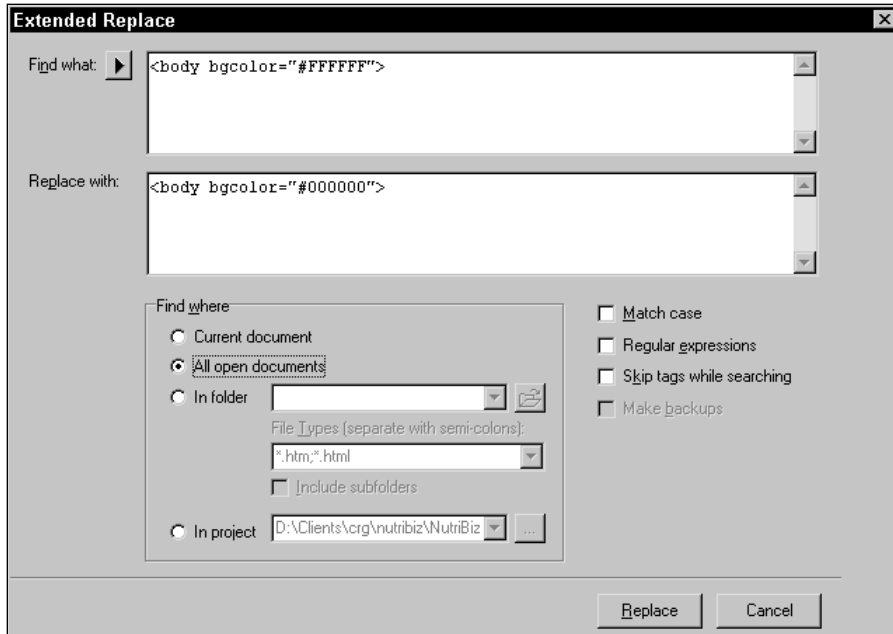 Extended Replace
Find what:
<body bgcolor="#FFFFFF">
Replace with:
<body bgcolor="#000000">
Find where
Current document
All open documents
In folder
File Types (separate with semi-colons):
*.htm;*.html
Include subfolders
In project D:\Clients\crg\nutribiz\NutriBiz ...
Match case
Regular expressions
Skip tags while searching
Make backups
Replace Cancel